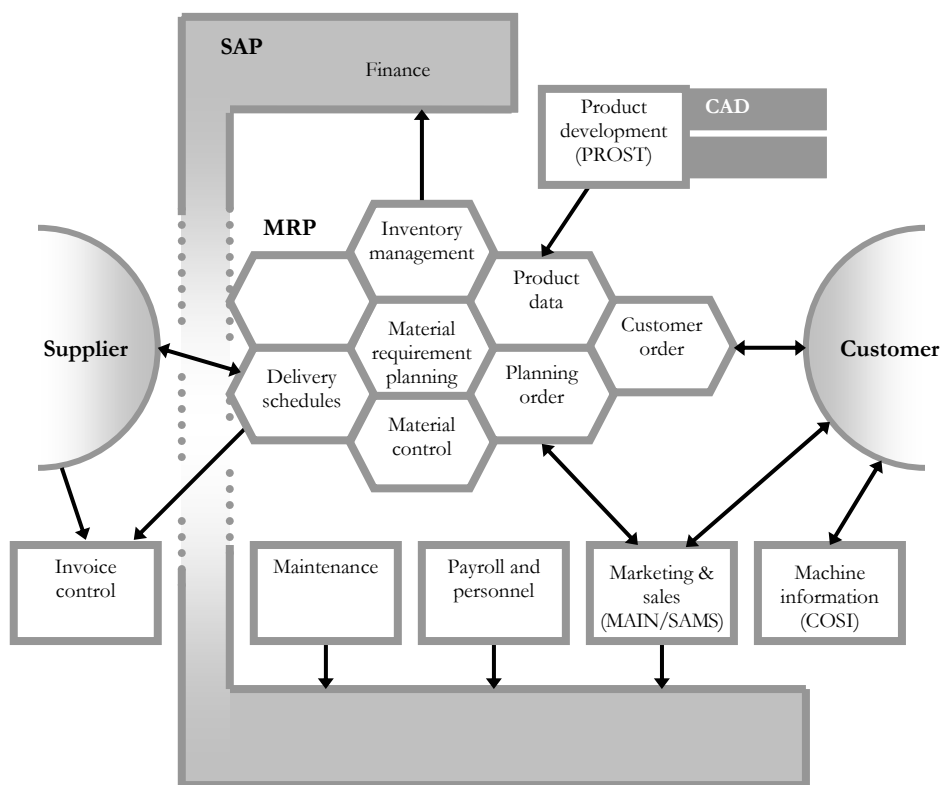 SAP
Finance
Product
development
(PROST)
CAD
MRP
Inventory
management
Product
data
Customer
order
Material
requirement
planning
Planning
order
Delivery
schedules
Material
control
Supplier
Customer
Invoice
control
Maintenance
Payroll and
personnel
Marketing &
sales
(MAIN/SAMS)
Machine
information
(COSI)